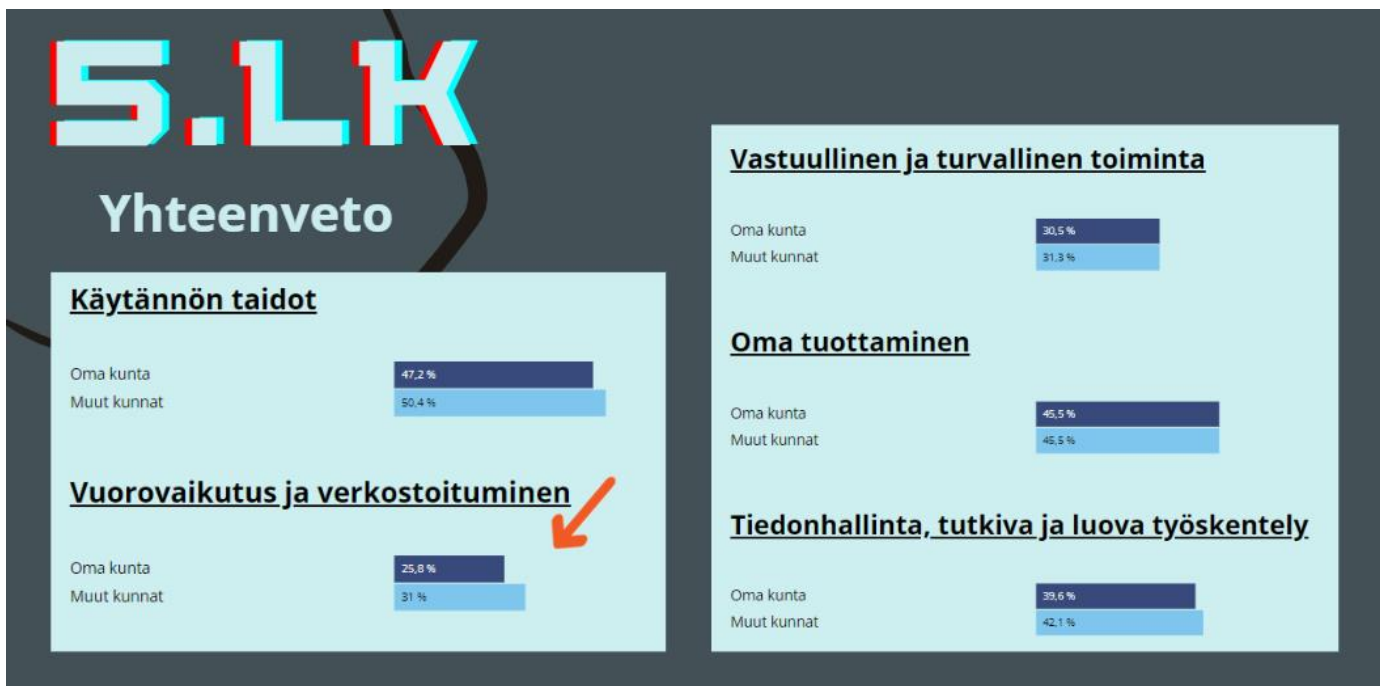 5.LK
Yhteenveto
Käytännön taidot
Oma kunta 47,2 %
Muut kunnat 50,4 %
Vuorovaikutus ja verkostoituminen
Oma kunta 25,8 %
Muut kunnat 31 %
Vastuullinen ja turvallinen toiminta
Oma kunta 30,5 %
Muut kunnat 31,3 %
Oma tuottaminen
Oma kunta 45,5 %
Muut kunnat 45,5 %
Tiedonhallinta, tutkiva ja luova työskentely
Oma kunta 39,6 %
Muut kunnat 42,1 %